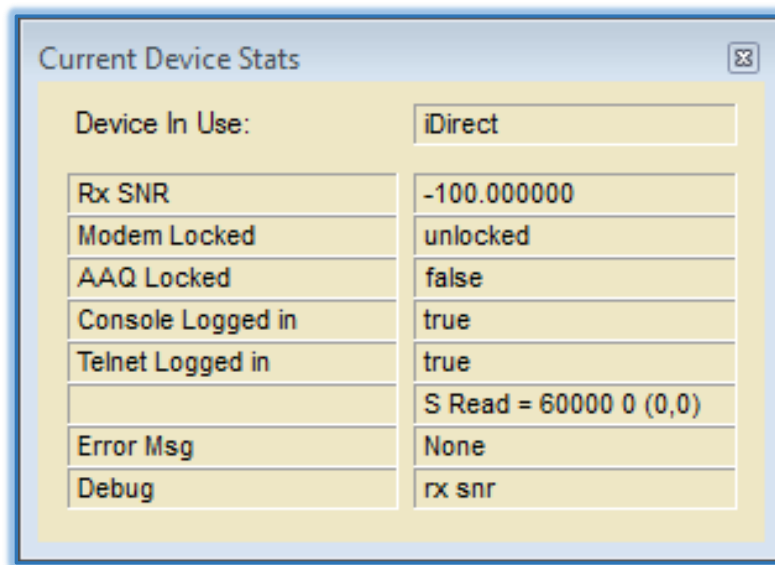 Current Device Stats
Device In Use: iDirect
Rx SNR -100.000000
Modem Locked unlocked
AAQ Locked false
Console Logged in true
Telnet Logged in true
S Read = 60000 0 (0,0)
Error Msg None
Debug rx snr